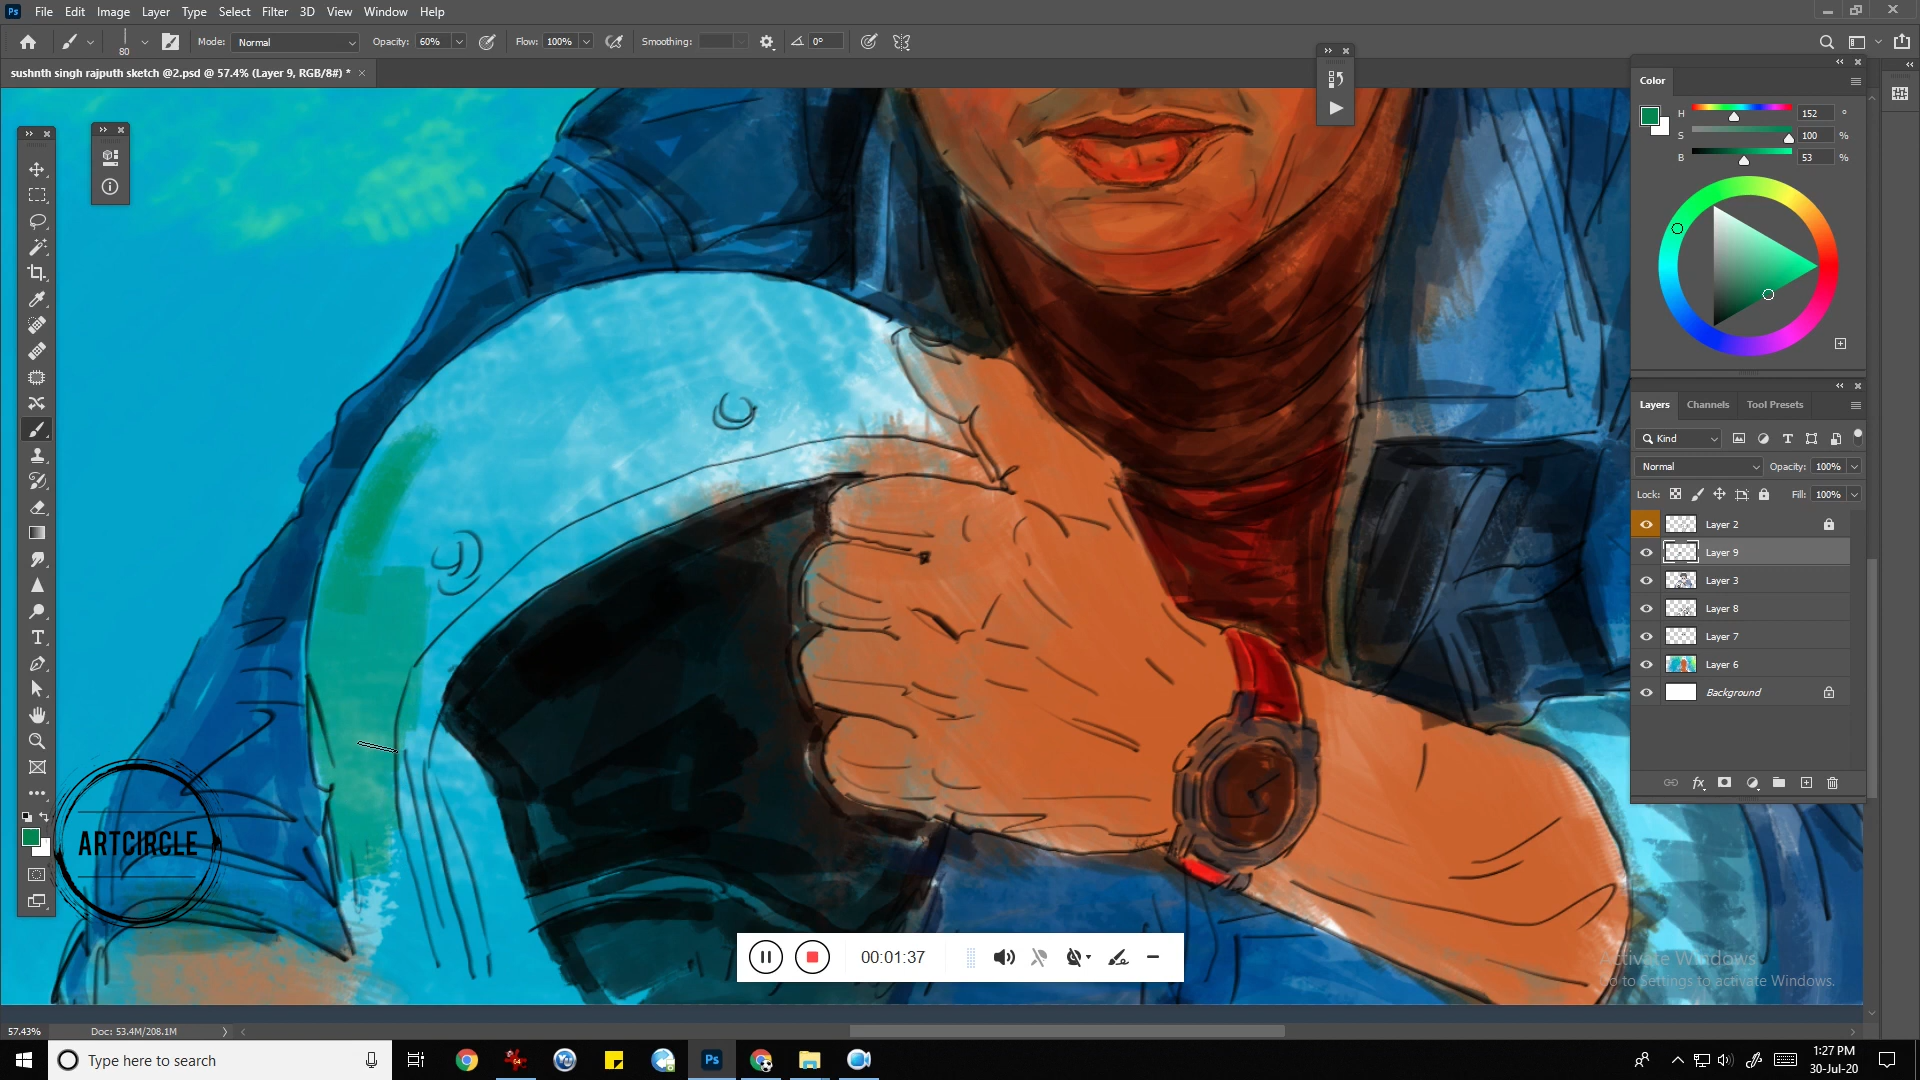 File Edit Image Layer Type Select Filter 3D View Window Help
80 Mode: Normal Opacity: 60% Flow: 100% Smoothing: 0°
sushnth singh rajputh sketch @2.psd @ 57.4% (Layer 9, RGB/8#) *
Color
H 152 °
S 100 %
B 53 %
Layers Channels Tool Presets
Kind
Normal Opacity: 100%
Lock: Fill: 100%
Layer 2
Layer 9
Layer 3
Layer 8
Layer 7
Layer 6
Background
ARTCIRCLE
00:01:37
Activate Windows
Go to Settings to activate Windows.
57.43% Doc: 53.4M/208.1M
Type here to search
Ps
1:27 PM
30-Jul-20